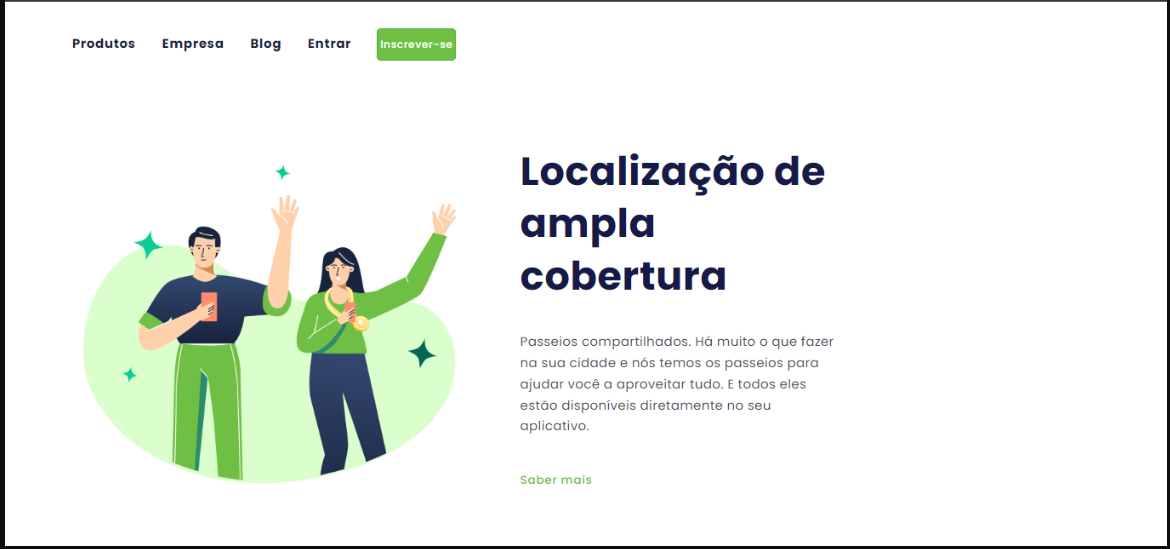 Produtos Empresa Blog Entrar Inscrever-se
Localização de
ampla
cobertura
Passeios compartilhados. Há muito o que fazer
na sua cidade e nós temos os passeios para
ajudar você a aproveitar tudo. E todos eles
estão disponíveis diretamente no seu
aplicativo.
Saber mais